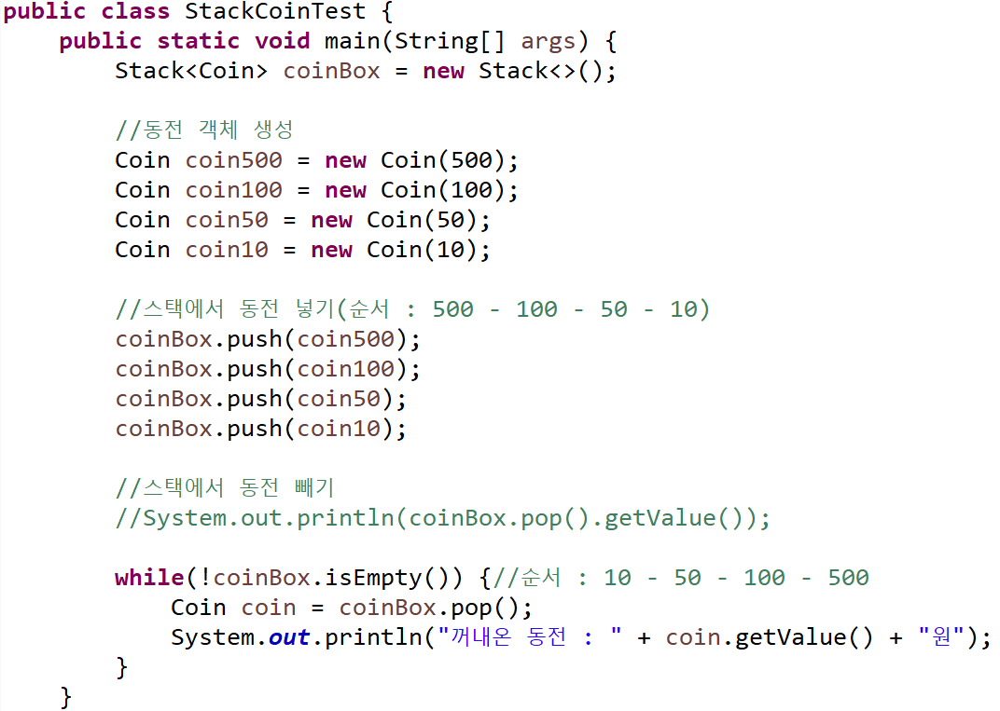 public class StackCoinTest {
    public static void main(String[] args) {
        Stack<Coin> coinBox = new Stack<>();

        //동전 객체 생성
        Coin coin500 = new Coin(500);
        Coin coin100 = new Coin(100);
        Coin coin50 = new Coin(50);
        Coin coin10 = new Coin(10);

        //스택에서 동전 넣기(순서 : 500 - 100 - 50 - 10)
        coinBox.push(coin500);
        coinBox.push(coin100);
        coinBox.push(coin50);
        coinBox.push(coin10);

        //스택에서 동전 빼기
        //System.out.println(coinBox.pop().getValue());

        while(!coinBox.isEmpty()) {//순서 : 10 - 50 - 100 - 500
            Coin coin = coinBox.pop();
            System.out.println("꺼내온 동전 : " + coin.getValue() + "원");
        }
    }